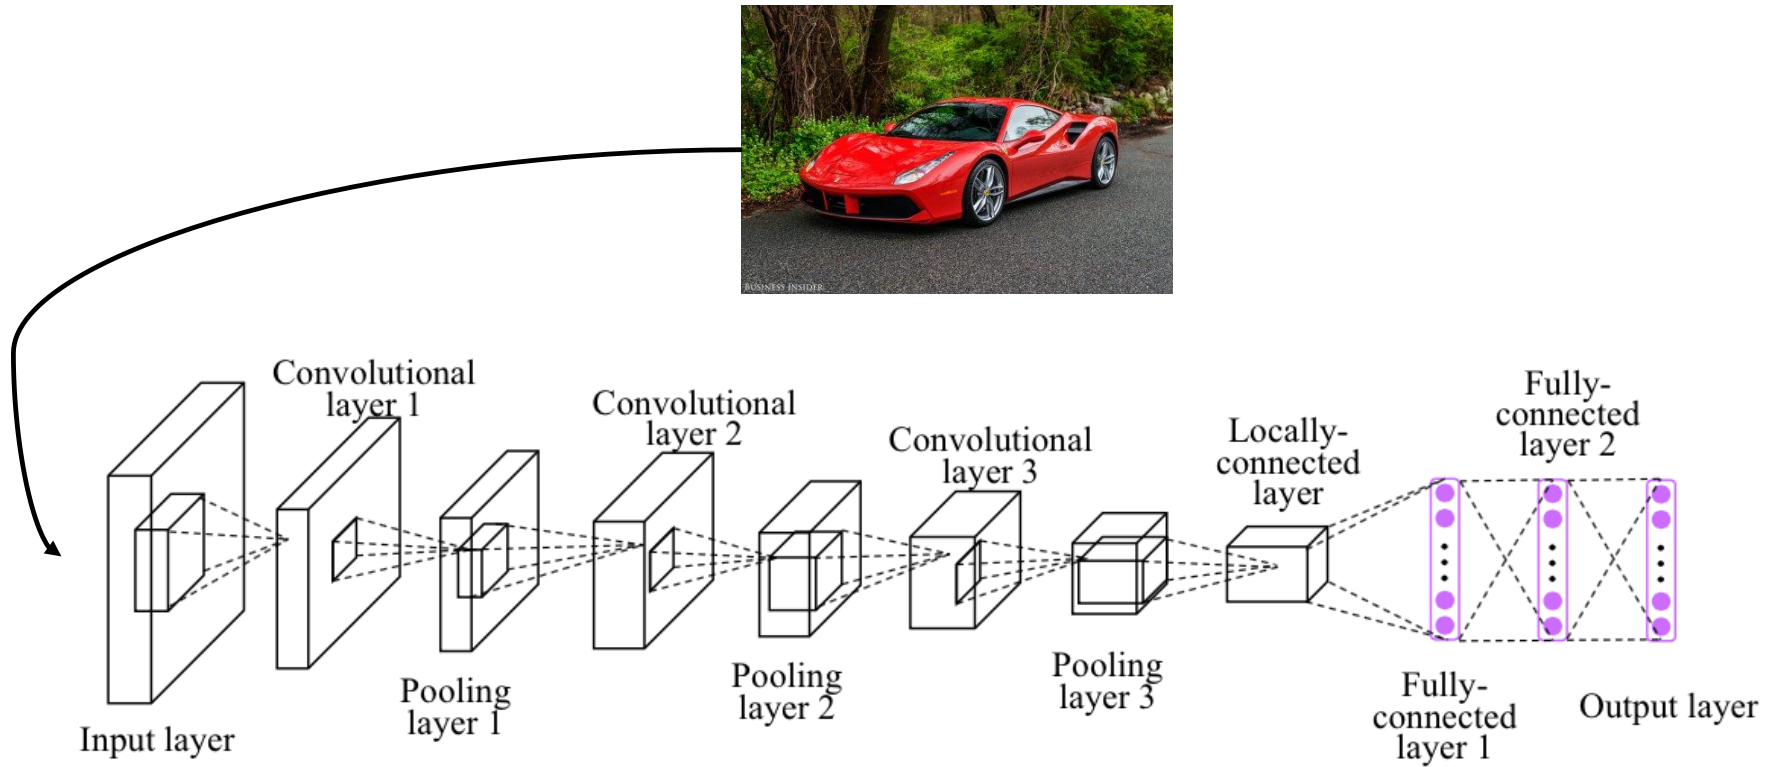 BUSINESS INSIDER
Convolutional
layer 1
Convolutional
layer 2
Convolutional
layer 3
Locally-
connected
layer
Fully-
connected
layer 2
Input layer
Pooling
layer 1
Pooling
layer 2
Pooling
layer 3
Fully-
connected
layer 1
Output layer